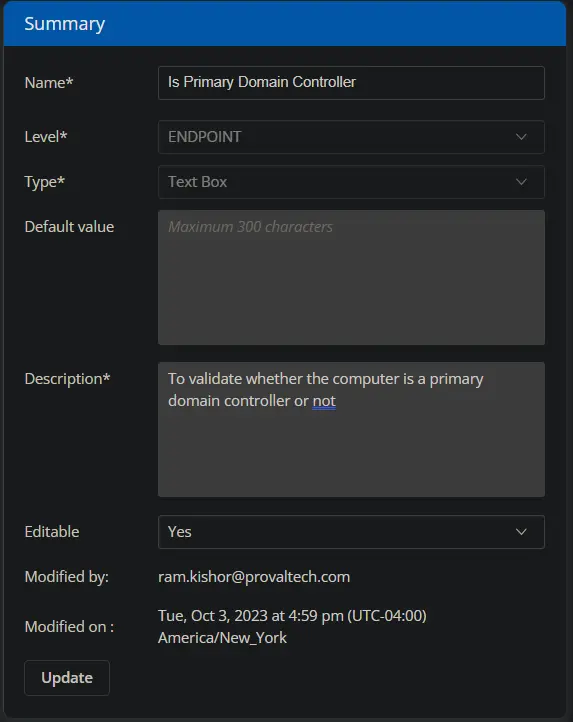 Summary
Name* Is Primary Domain Controller
Level* ENDPOINT
Type* Text Box
Default value Maximum 300 characters
Description* To validate whether the computer is a primary
domain controller or not
Editable Yes
Modified by: ram.kishor@provaltech.com
Modified on : Tue, Oct 3, 2023 at 4:59 pm (UTC-04:00)
America/New_York
Update